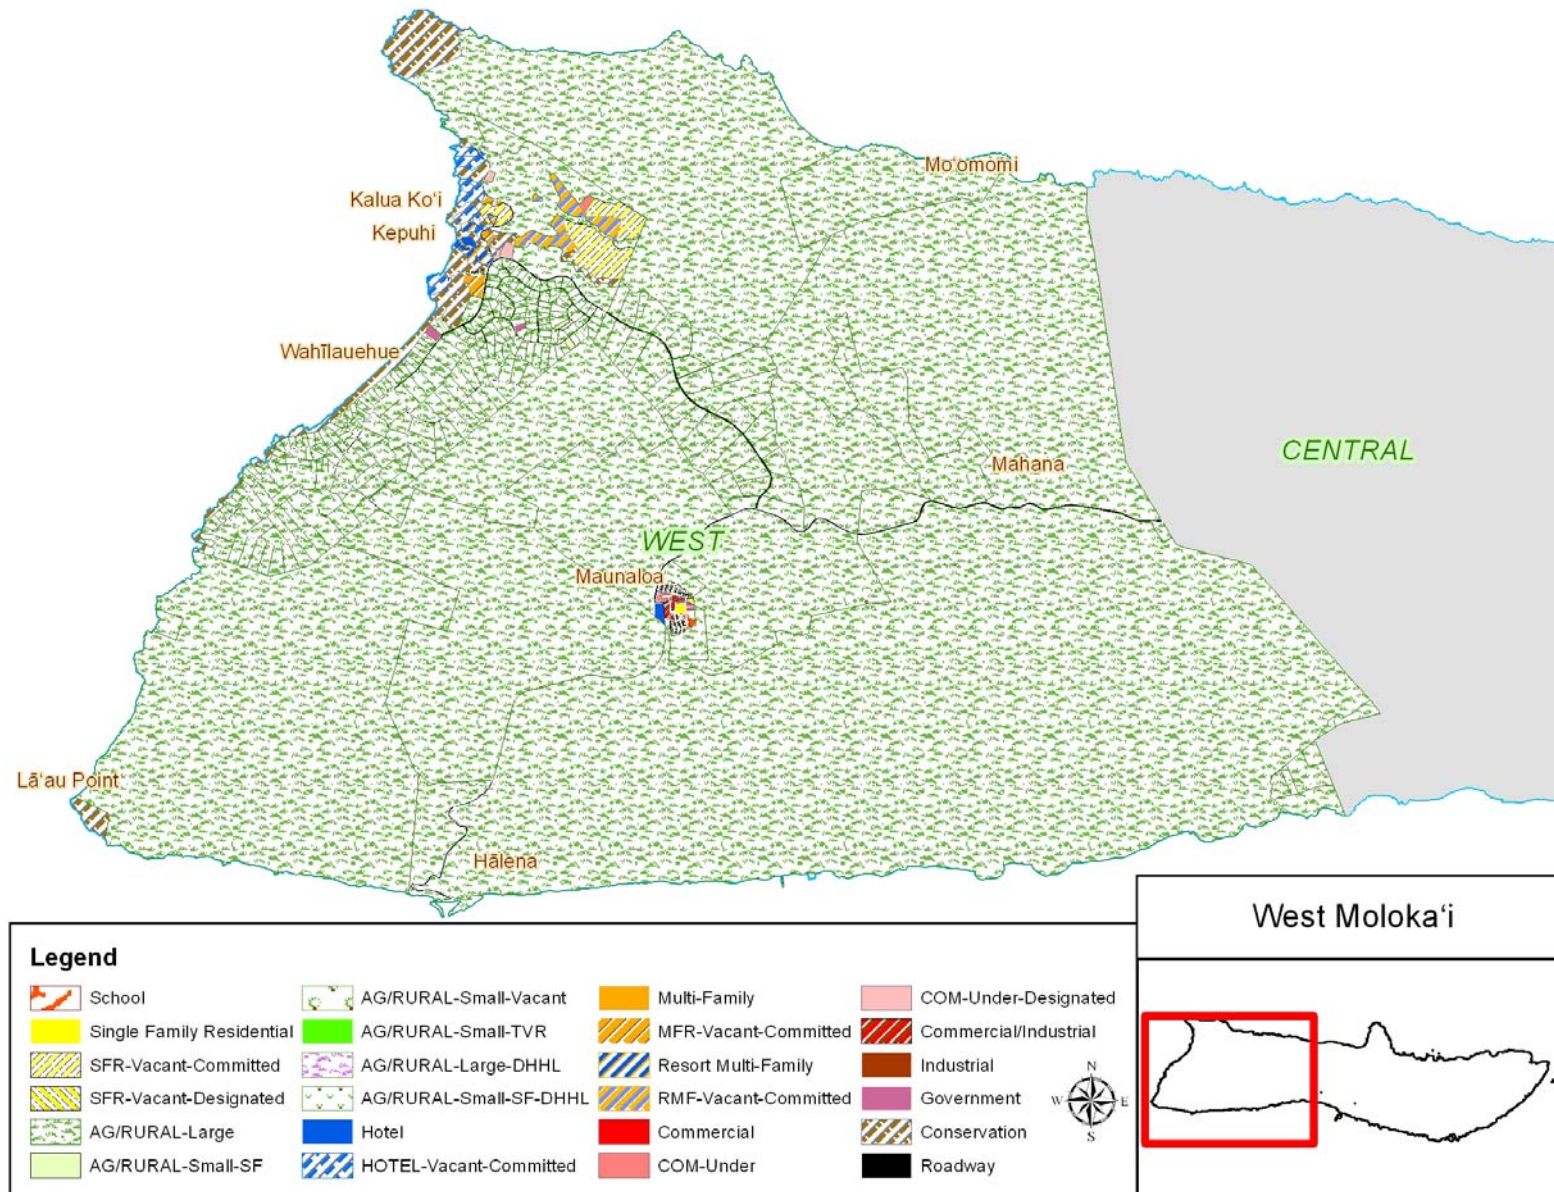 Mo‘omomi
Kalua Ko‘i
Kepuhi
Wahīlauehue
CENTRAL
Mahana
WEST
Maunaloa
Lā‘au Point
Hālena
West Moloka‘i
Legend
School
Single Family Residential
SFR-Vacant-Committed
SFR-Vacant-Designated
AG/RURAL-Large
AG/RURAL-Small-SF
AG/RURAL-Small-Vacant
AG/RURAL-Small-TVR
AG/RURAL-Large-DHHL
AG/RURAL-Small-SF-DHHL
Hotel
HOTEL-Vacant-Committed
Multi-Family
MFR-Vacant-Committed
Resort Multi-Family
RMF-Vacant-Committed
Commercial
COM-Under
COM-Under-Designated
Commercial/Industrial
Industrial
Government
Conservation
Roadway
N
W E
S